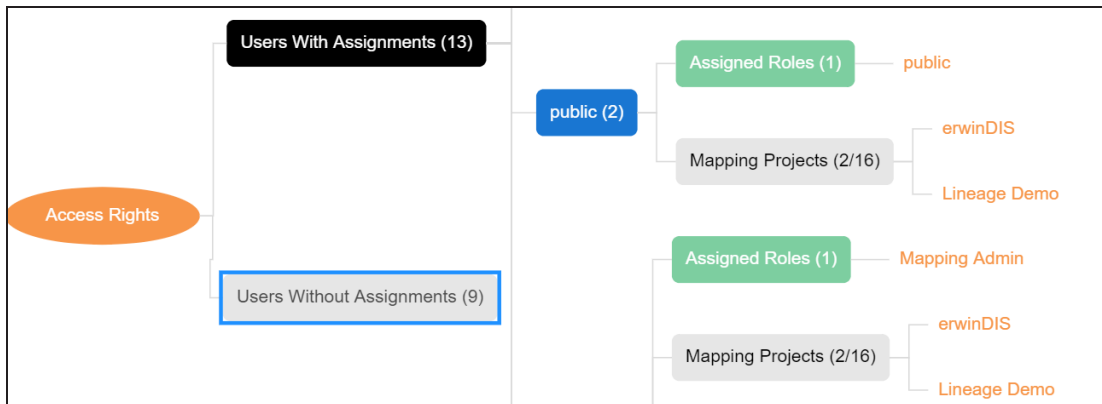 Access Rights
Users With Assignments (13)
Users Without Assignments (9)
public (2)
Assigned Roles (1)
public
Mapping Projects (2/16)
erwinDIS
Lineage Demo
Assigned Roles (1)
Mapping Admin
Mapping Projects (2/16)
erwinDIS
Lineage Demo